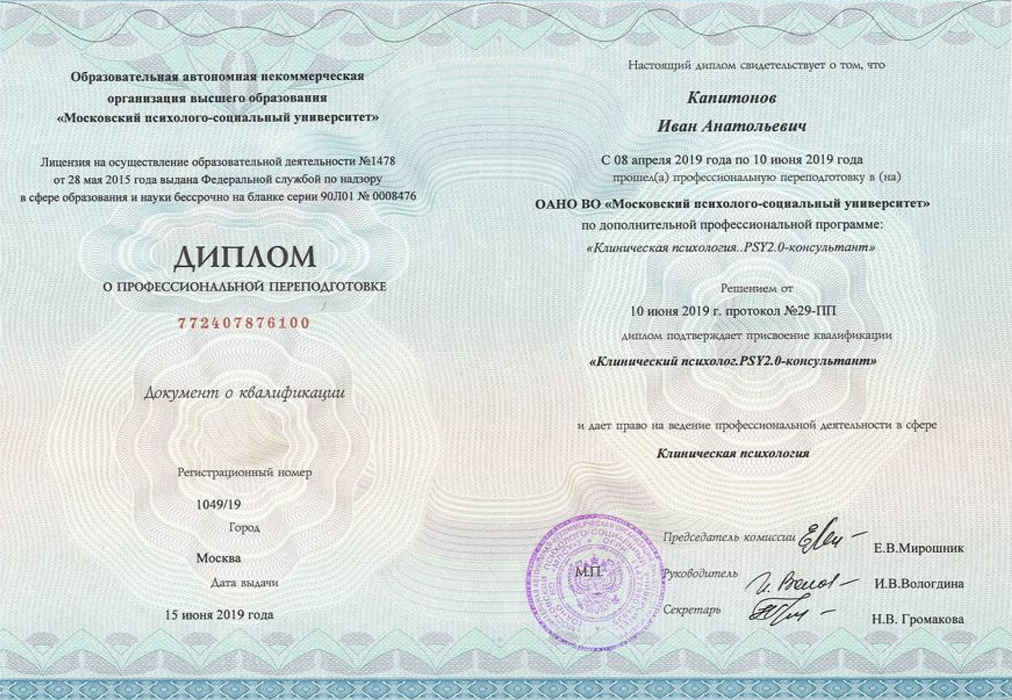 Образовательная автономная некоммерческая
организация высшего образования
«Московский психолого-социальный университет»
Лицензия на осуществление образовательной деятельности №1478
от 28 мая 2015 года выдана Федеральной службой по надзору
в сфере образования и науки бессрочно на бланке серии 90Л01 № 0008476
ДИПЛОМ
О ПРОФЕССИОНАЛЬНОЙ ПЕРЕПОДГОТОВКЕ
772407876100
Документ о квалификации
Регистрационный номер
1049/19
Город
Москва
Дата выдачи
15 июня 2019 года
Настоящий диплом свидетельствует о том, что
Капитонов
Иван Анатольевич
С 08 апреля 2019 года по 10 июня 2019 года
прошел(а) профессиональную переподготовку в (на)
ОАНО ВО «Московский психолого-социальный университет»
по дополнительной профессиональной программе:
«Клиническая психология..PSY2.0-консультант»
Решением от
10 июня 2019 г. протокол №29-ПП
диплом подтверждает присвоение квалификации
«Клинический психолог.PSY2.0-консультант»
и дает право на ведение профессиональной деятельности в сфере
Клиническая психология
Председатель комиссии
Е.В.Мирошник
М.П.
Руководитель
И.В.Вологдина
Секретарь
Н.В. Громакова